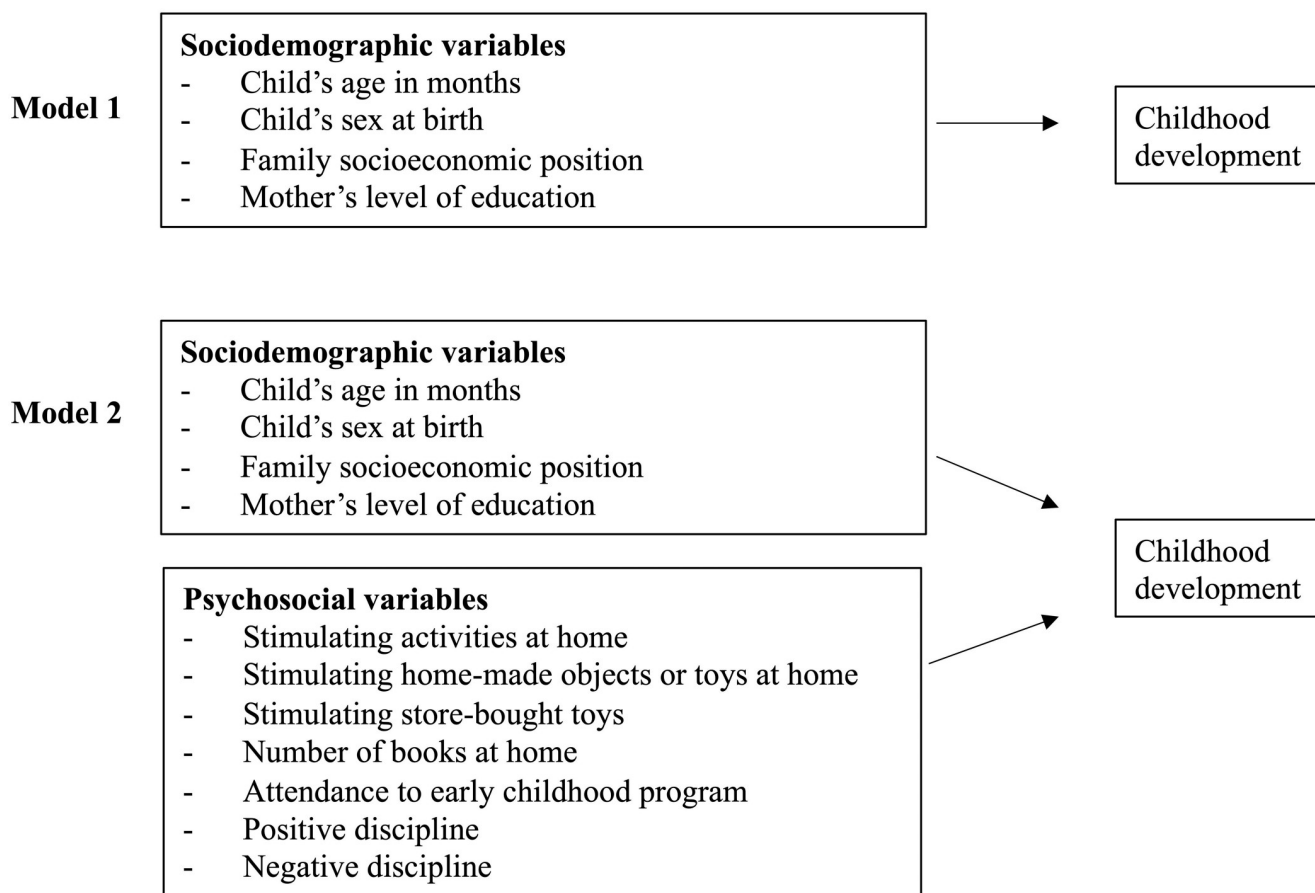 Model 1
Sociodemographic variables
- Child’s age in months
- Child’s sex at birth
- Family socioeconomic position
- Mother’s level of education
Childhood
development
Model 2
Sociodemographic variables
- Child’s age in months
- Child’s sex at birth
- Family socioeconomic position
- Mother’s level of education
Psychosocial variables
- Stimulating activities at home
- Stimulating home-made objects or toys at home
- Stimulating store-bought toys
- Number of books at home
- Attendance to early childhood program
- Positive discipline
- Negative discipline
Childhood
development